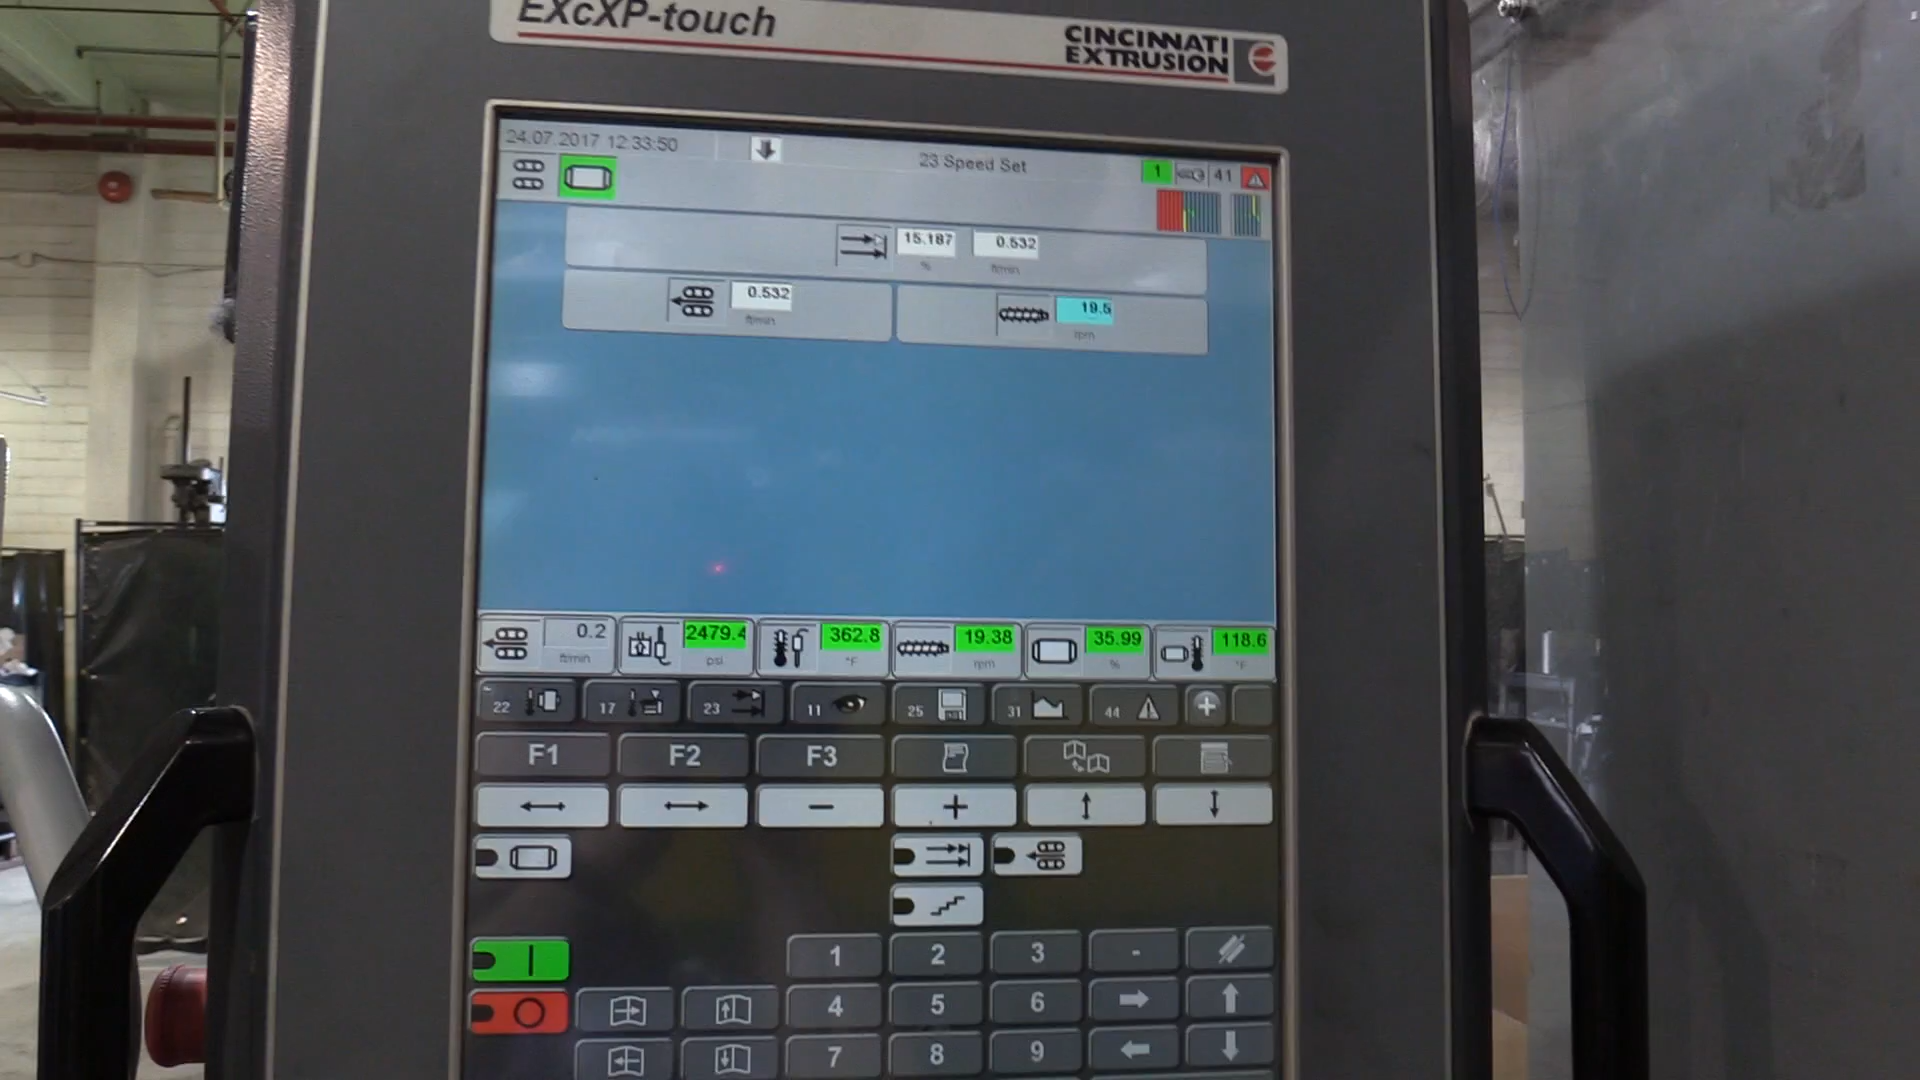 EXcXP-touch
CINCINNATI
EXTRUSION
24.07.2017 12:33:50
23 Speed Set
1
41
15.187
0.532
%
ft/min
0.532
19.5
ft/min
rpm
0.2
2479.4
362.8
19.38
35.99
118.6
ft/min
psi
°F
rpm
%
°F
22
17
23
11
25
31
44
F1
F2
F3
1
2
3
-
4
5
6
7
8
9